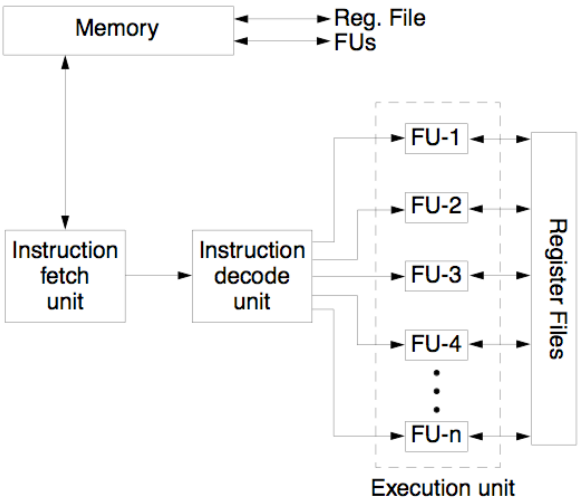 Memory
Reg. File
FUs
FU-1
FU-2
Instruction
fetch
unit
Instruction
decode
unit
FU-3
FU-4
FU-n
Register Files
Execution unit